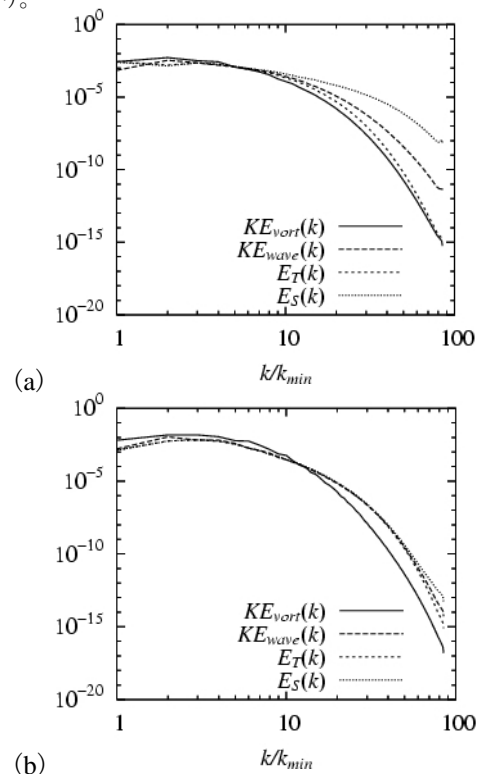 )。
10^0
10^-5
10^-10
10^-15
10^-20
KE_vort(k)
KE_wave(k)
E_T(k)
E_S(k)
1 10 100
k/k_min
(a)
10^0
10^-5
10^-10
10^-15
10^-20
KE_vort(k)
KE_wave(k)
E_T(k)
E_S(k)
1 10 100
k/k_min
(b)